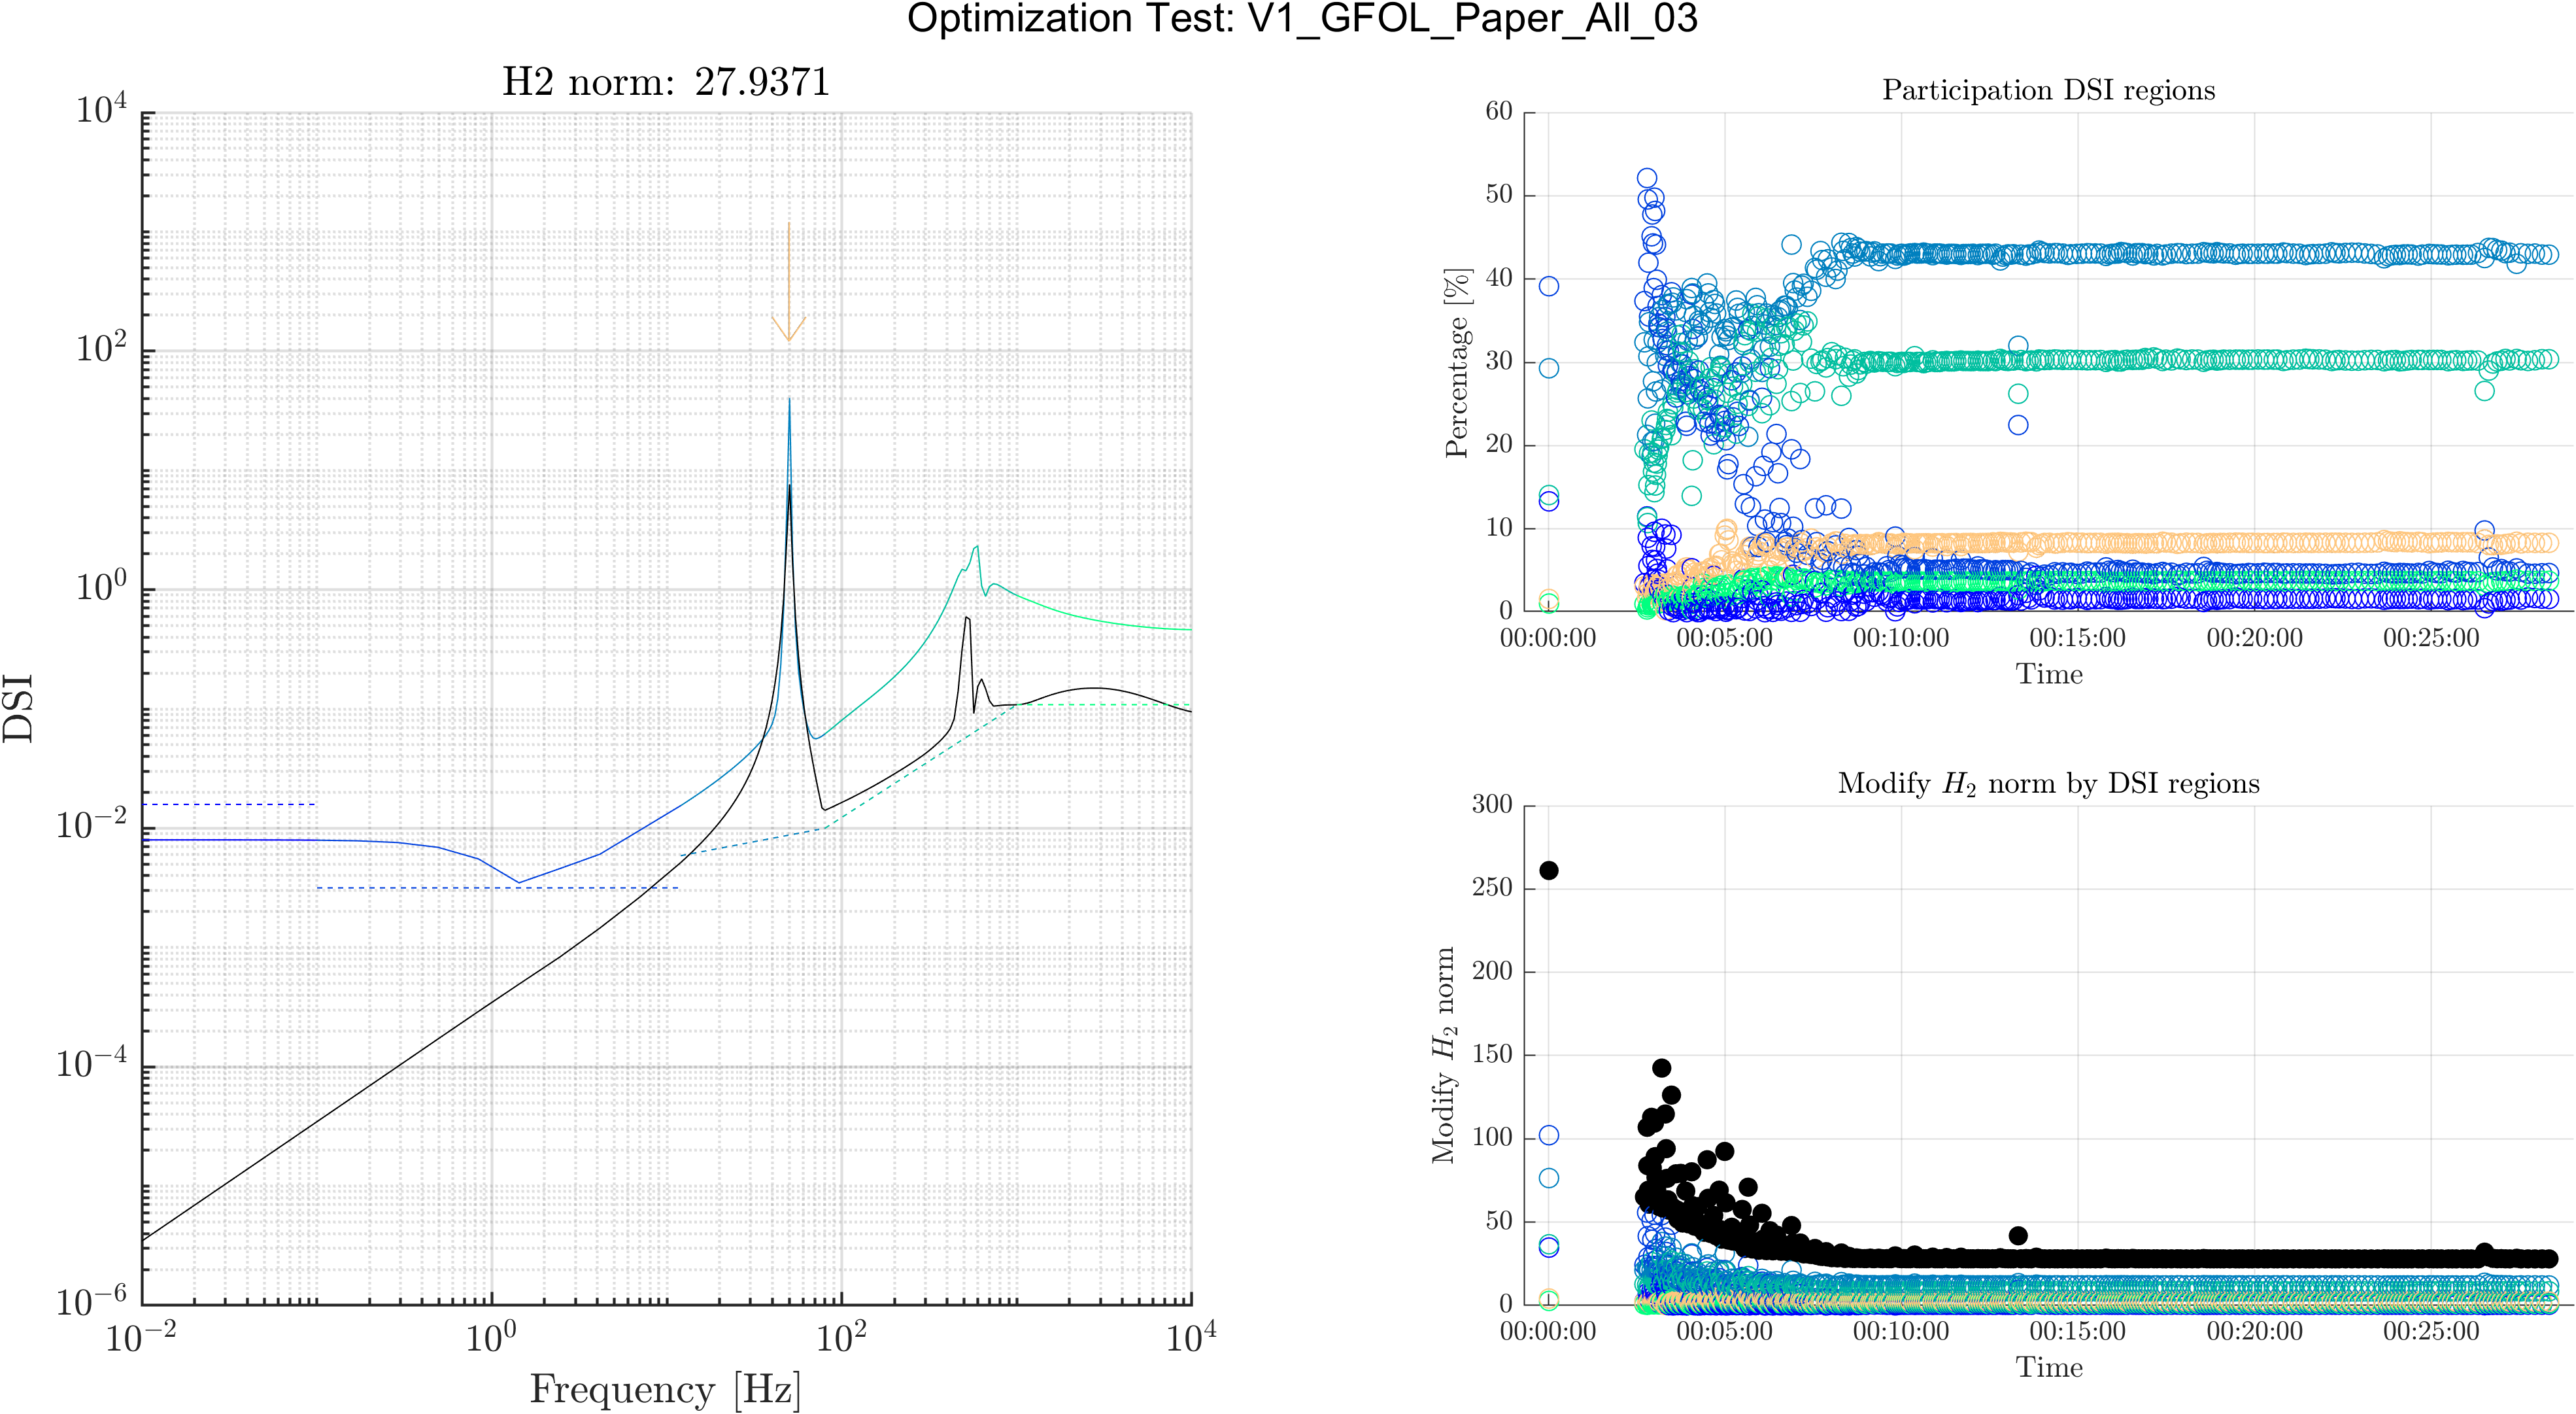 Optimization Test: V1_GFOL_Paper_All_03
H2 norm: 27.9371
DSI
10^4
10^2
10^0
10^−2
10^−4
10^−6
10^−2 10^0 10^2 10^4
Frequency [Hz]
Participation DSI regions
Percentage [%]
60
50
40
30
20
10
0
00:00:00 00:05:00 00:10:00 00:15:00 00:20:00 00:25:00
Time
Modify H_2 norm by DSI regions
Modify H_2 norm
300
250
200
150
100
50
0
00:00:00 00:05:00 00:10:00 00:15:00 00:20:00 00:25:00
Time